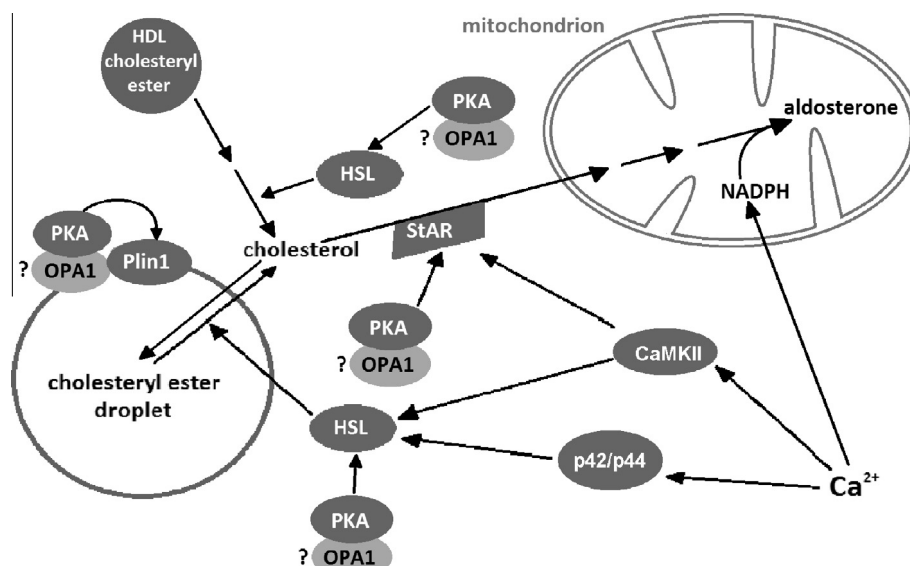 mitochondrion
HDL
cholesteryl
ester
PKA
? OPA1
HSL
aldosterone
NADPH
PKA
? OPA1
Plin1
cholesterol
StAR
PKA
? OPA1
CaMKII
cholesteryl ester
droplet
HSL
p42/p44
Ca²⁺
PKA
? OPA1